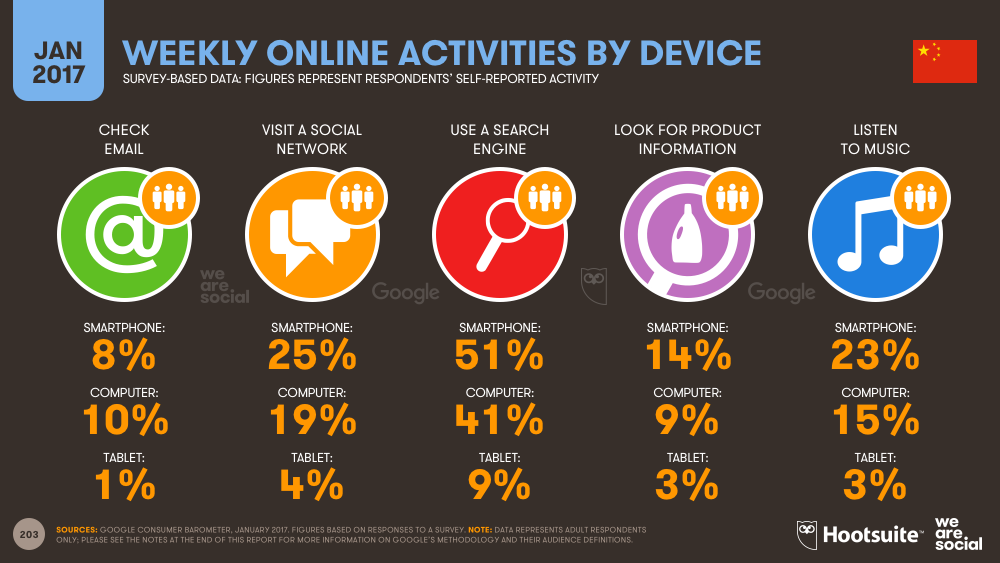 JAN
2017
WEEKLY ONLINE ACTIVITIES BY DEVICE
SURVEY-BASED DATA: FIGURES REPRESENT RESPONDENTS' SELF-REPORTED ACTIVITY
CHECK
EMAIL
VISIT A SOCIAL
NETWORK
USE A SEARCH
ENGINE
LOOK FOR PRODUCT
INFORMATION
LISTEN
TO MUSIC
@
we
are
social
Google
Google
SMARTPHONE:
8%
SMARTPHONE:
25%
SMARTPHONE:
51%
SMARTPHONE:
14%
SMARTPHONE:
23%
COMPUTER:
10%
COMPUTER:
19%
COMPUTER:
41%
COMPUTER:
9%
COMPUTER:
15%
TABLET:
1%
TABLET:
4%
TABLET:
9%
TABLET:
3%
TABLET:
3%
203
SOURCES: GOOGLE CONSUMER BAROMETER, JANUARY 2017. FIGURES BASED ON RESPONSES TO A SURVEY. NOTE: DATA REPRESENTS ADULT RESPONDENTS
ONLY; PLEASE SEE THE NOTES AT THE END OF THIS REPORT FOR MORE INFORMATION ON GOOGLE'S METHODOLOGY AND THEIR AUDIENCE DEFINITIONS.
Hootsuite™
we
are
social